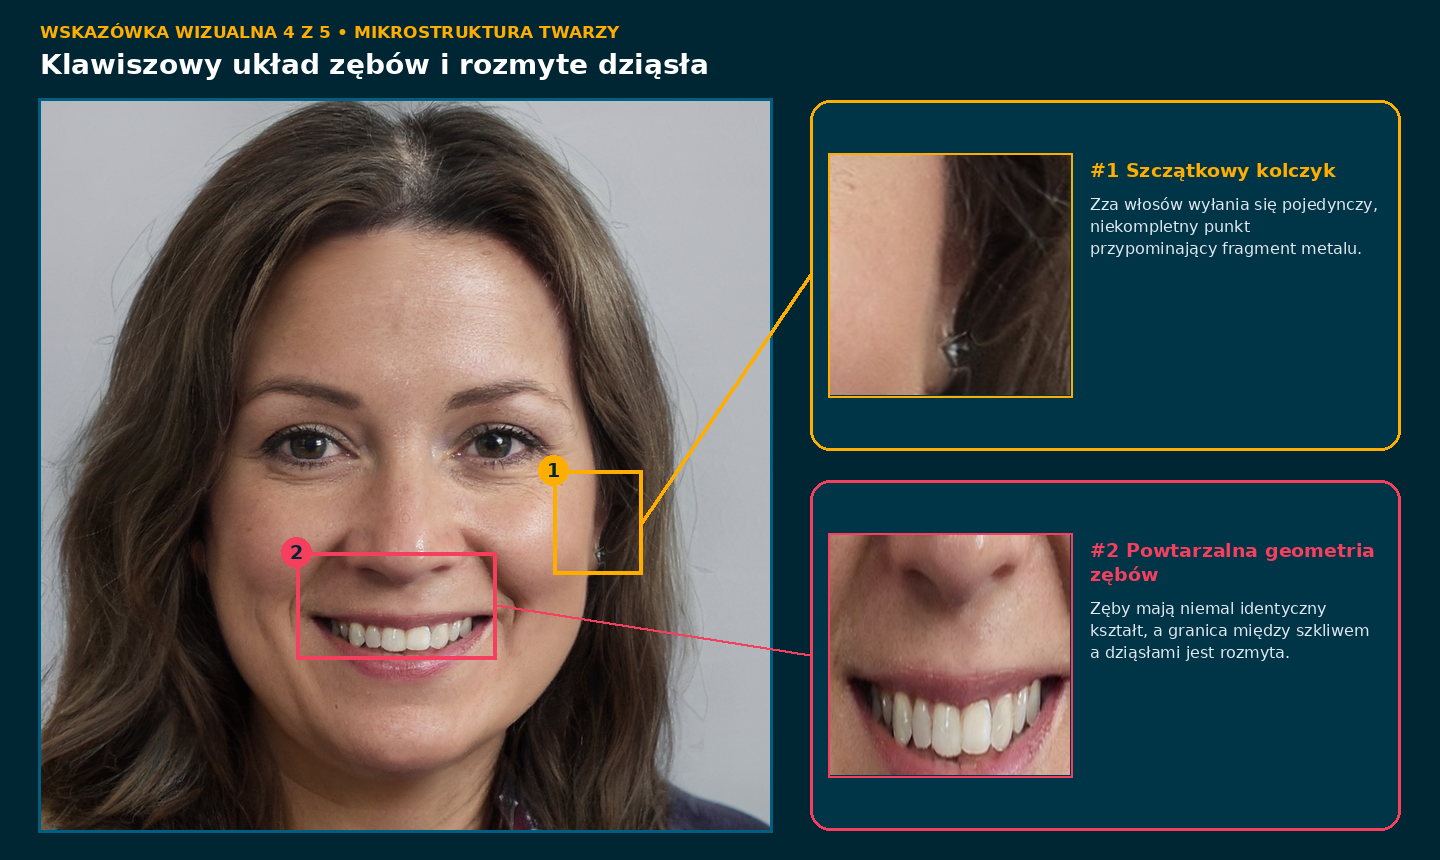 WSKAZÓWKA WIZUALNA 4 Z 5 • MIKROSTRUKTURA TWARZY
Klawiszowy układ zębów i rozmyte dziąsła
1
2
#1 Szczątkowy kolczyk
Zza włosów wyłania się pojedynczy,
niekompletny punkt
przypominający fragment metalu.
#2 Powtarzalna geometria
zębów
Zęby mają niemal identyczny
kształt, a granica między szkliwem
a dziąsłami jest rozmyta.